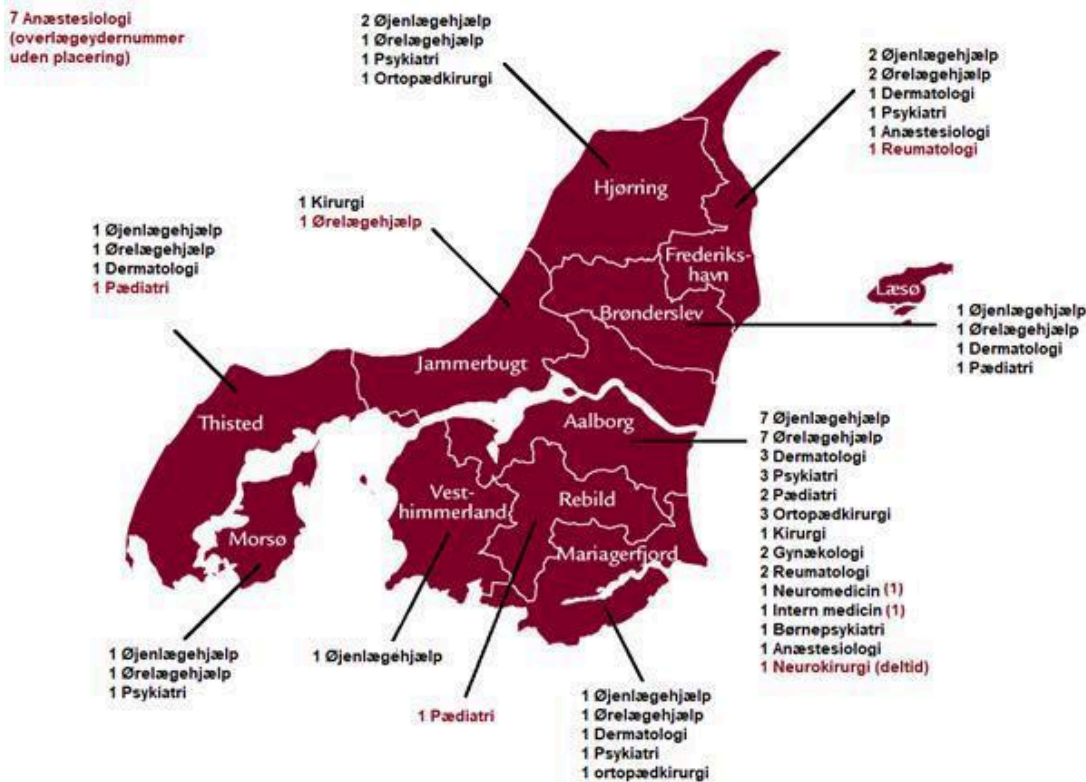 7 Anæstesiologi
(overlægeydernummer
uden placering)
2 Øjenlægehjælp
1 Ørelægehjælp
1 Psykiatri
1 Ortopædkirurgi
2 Øjenlægehjælp
2 Ørelægehjælp
1 Dermatologi
1 Psykiatri
1 Anæstesiologi
1 Reumatologi
Hjørring
1 Kirurgi
1 Ørelægehjælp
1 Øjenlægehjælp
1 Ørelægehjælp
1 Dermatologi
1 Pædiatri
Frederiks-
havn
Læsø
Brønderslev
1 Øjenlægehjælp
1 Ørelægehjælp
1 Dermatologi
1 Pædiatri
Jammerbugt
Thisted
Aalborg
7 Øjenlægehjælp
7 Ørelægehjælp
3 Dermatologi
3 Psykiatri
2 Pædiatri
3 Ortopædkirurgi
1 Kirurgi
2 Gynækologi
2 Reumatologi
1 Neuromedicin (1)
1 Intern medicin (1)
1 Børnepsykiatri
1 Anæstesiologi
1 Neurokirurgi (deltid)
Vest-
himmerland
Rebild
Morsø
Mariagerfjord
1 Øjenlægehjælp
1 Ørelægehjælp
1 Psykiatri
1 Øjenlægehjælp
1 Pædiatri
1 Øjenlægehjælp
1 Ørelægehjælp
1 Dermatologi
1 Psykiatri
1 ortopædkirurgi